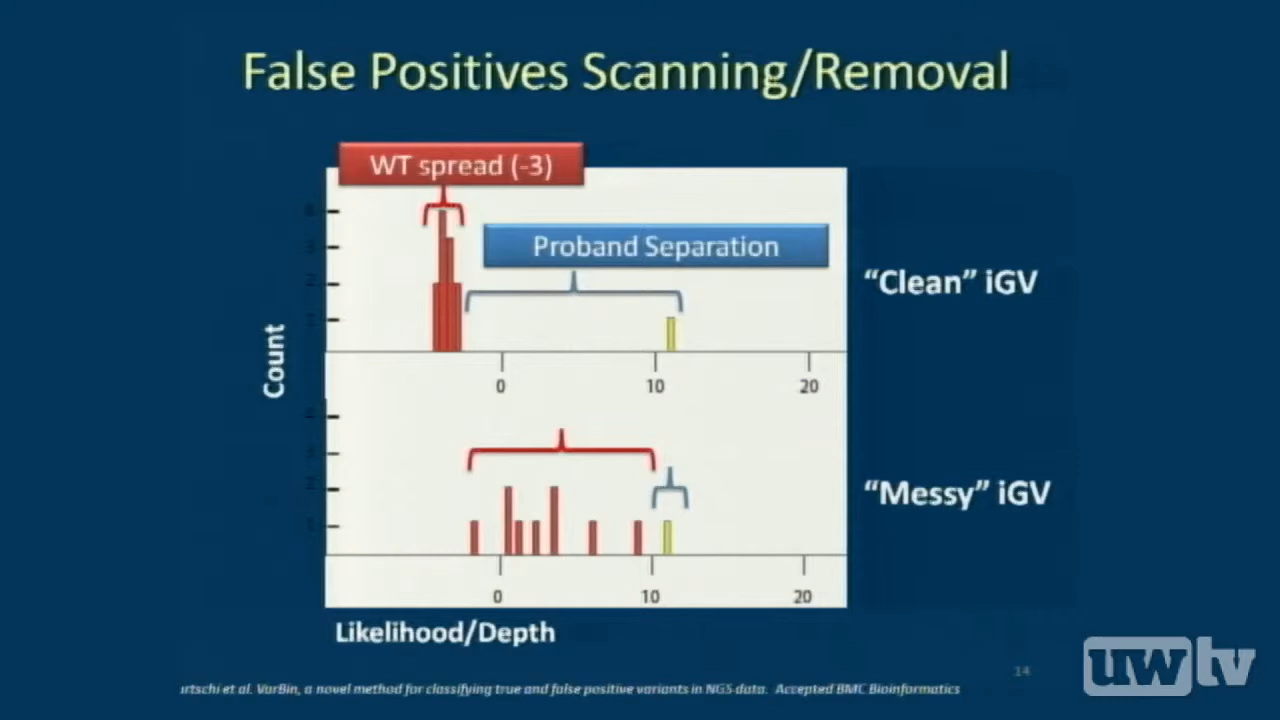 False Positives Scanning/Removal
WT spread (-3)
Proband Separation
"Clean" iGV
Count
0 10 20
"Messy" iGV
0 10 20
Likelihood/Depth
et al. VarBin, a novel method for classifying true and false positive variants in NGS data. Accepted BMC Bioinformatics
14
uwtv